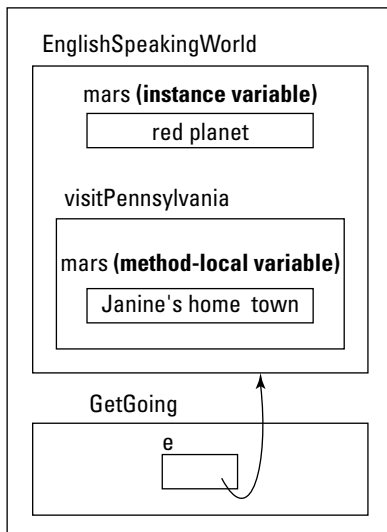 EnglishSpeakingWorld
mars (instance variable)
red planet
visitPennsylvania
mars (method-local variable)
Janine's home town
GetGoing
e